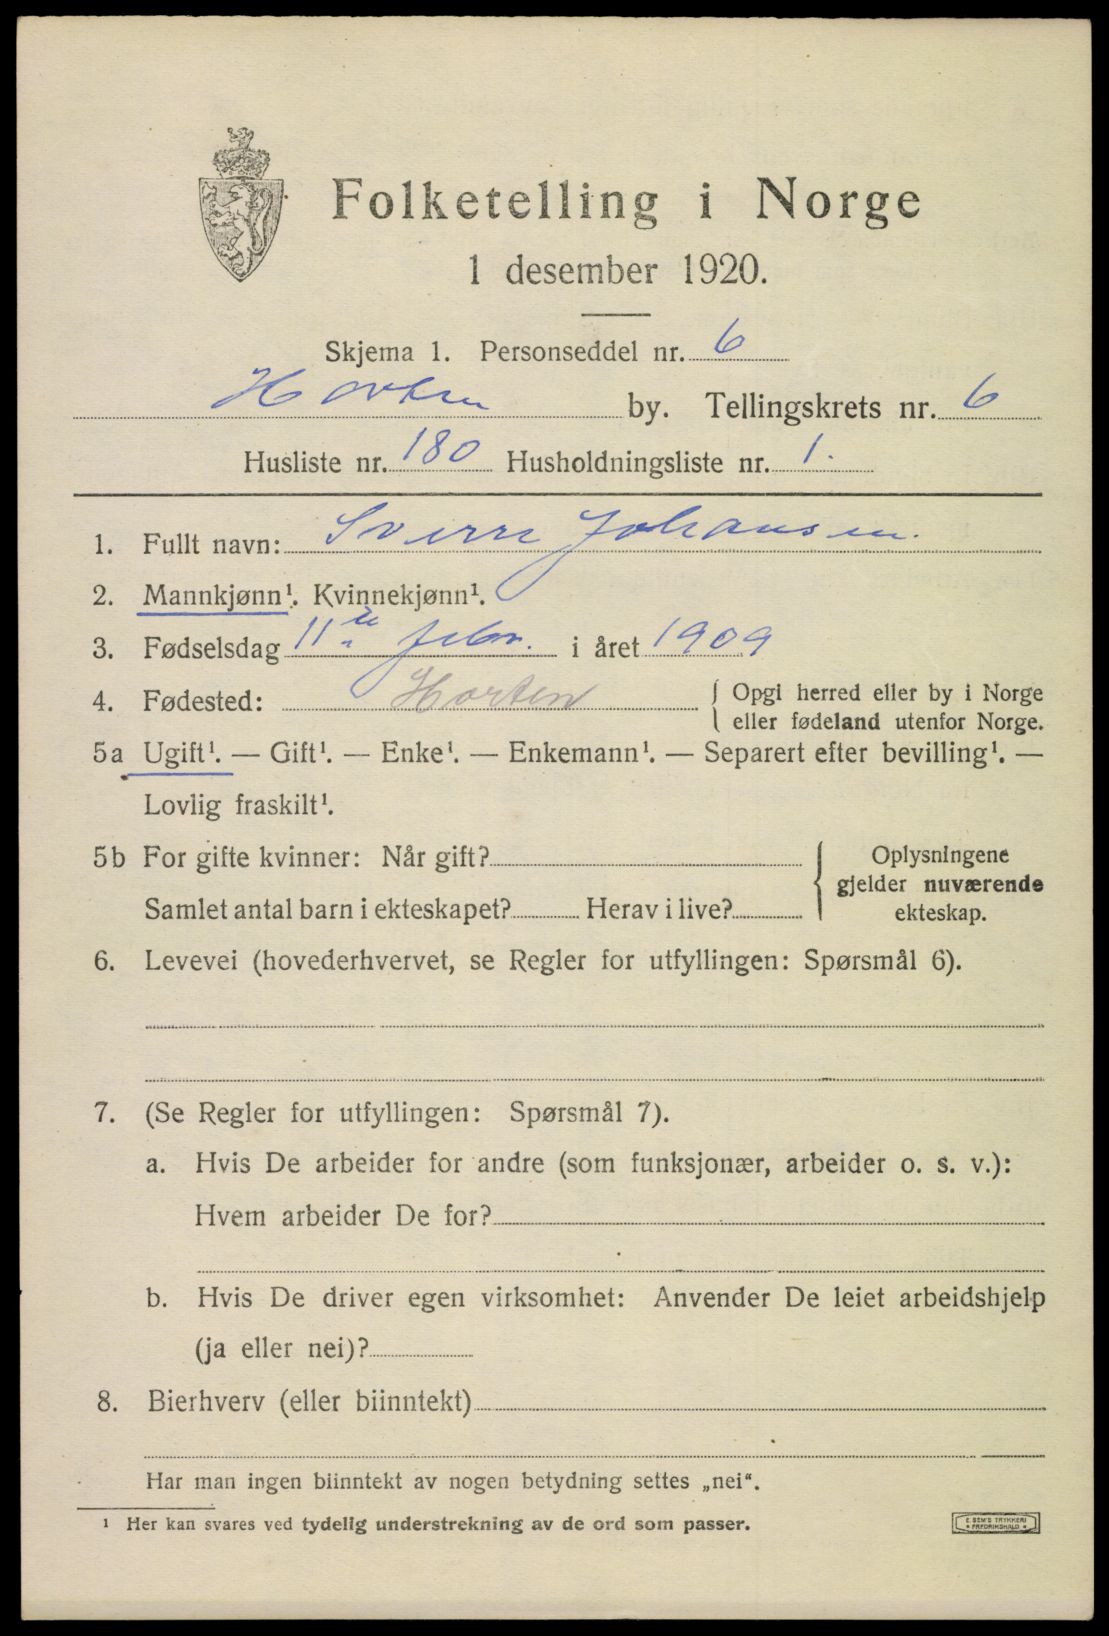 Folketelling i Norge
1 desember 1920.
Skjema 1. Personseddel nr. 6
Horten by. Tellingskrets nr. 6
Husliste nr. 180 Husholdningsliste nr. 1.
1. Fullt navn: Sverre Johansen.
2. Mannkjønn¹. Kvinnekjønn¹.
3. Fødselsdag 11te febr. i året 1909
4. Fødested: Horten { Opgi herred eller by i Norge
eller fødeland utenfor Norge.
5a Ugift¹. — Gift¹. — Enke¹. — Enkemann¹. — Separert efter bevilling¹. —
Lovlig fraskilt¹.
5b For gifte kvinner: Når gift? { Oplysningene
gjelder nuværende
Samlet antal barn i ekteskapet? Herav i live? ekteskap.
6. Levevei (hovederhvervet, se Regler for utfyllingen: Spørsmål 6).
7. (Se Regler for utfyllingen: Spørsmål 7).
a. Hvis De arbeider for andre (som funksjonær, arbeider o. s. v.):
Hvem arbeider De for?
b. Hvis De driver egen virksomhet: Anvender De leiet arbeidshjelp
(ja eller nei)?
8. Bierhverv (eller biinntekt)
Har man ingen biinntekt av nogen betydning settes „nei“.
¹ Her kan svares ved tydelig understrekning av de ord som passer.
E SEM'S TRYKKERI
* FREDRIKSHALD *